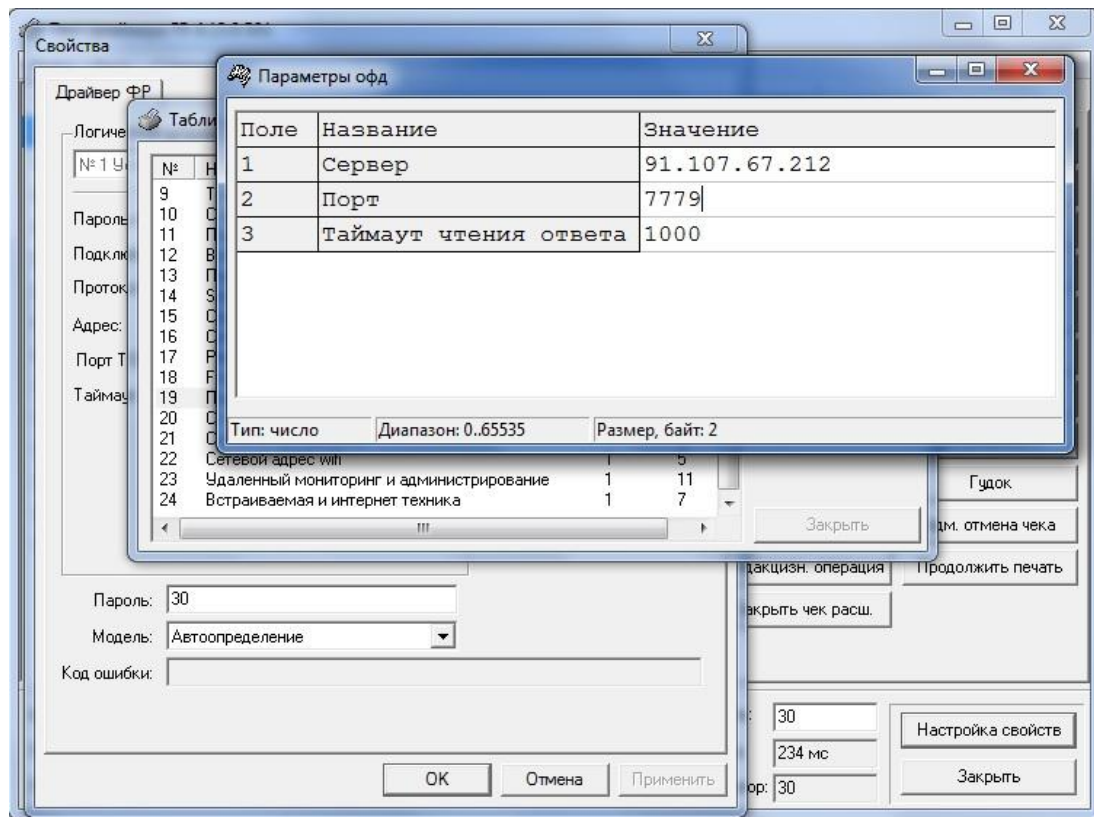 Свойства
Драйвер ФР
Параметры офд
Поле Название Значение
1 Сервер 91.107.67.212
2 Порт 7779
3 Таймаут чтения ответа 1000
Тип: число Диапазон: 0..65535 Размер, байт: 2
№
9
10
11
12
13
14
15
16
17
18
19
20
21
22 Сетевой адрес wifi 1 5
23 Удаленный мониторинг и администрирование 1 11
24 Встраиваемая и интернет техника 1 7
Закрыть
Адрес:
Пароль: 30
Модель: Автоопределение
Код ошибки:
OK Отмена Применить
Гудок
отмена чека
операция Продолжить печать
чек расш.
30
234 мс
30
Настройка свойств
Закрыть